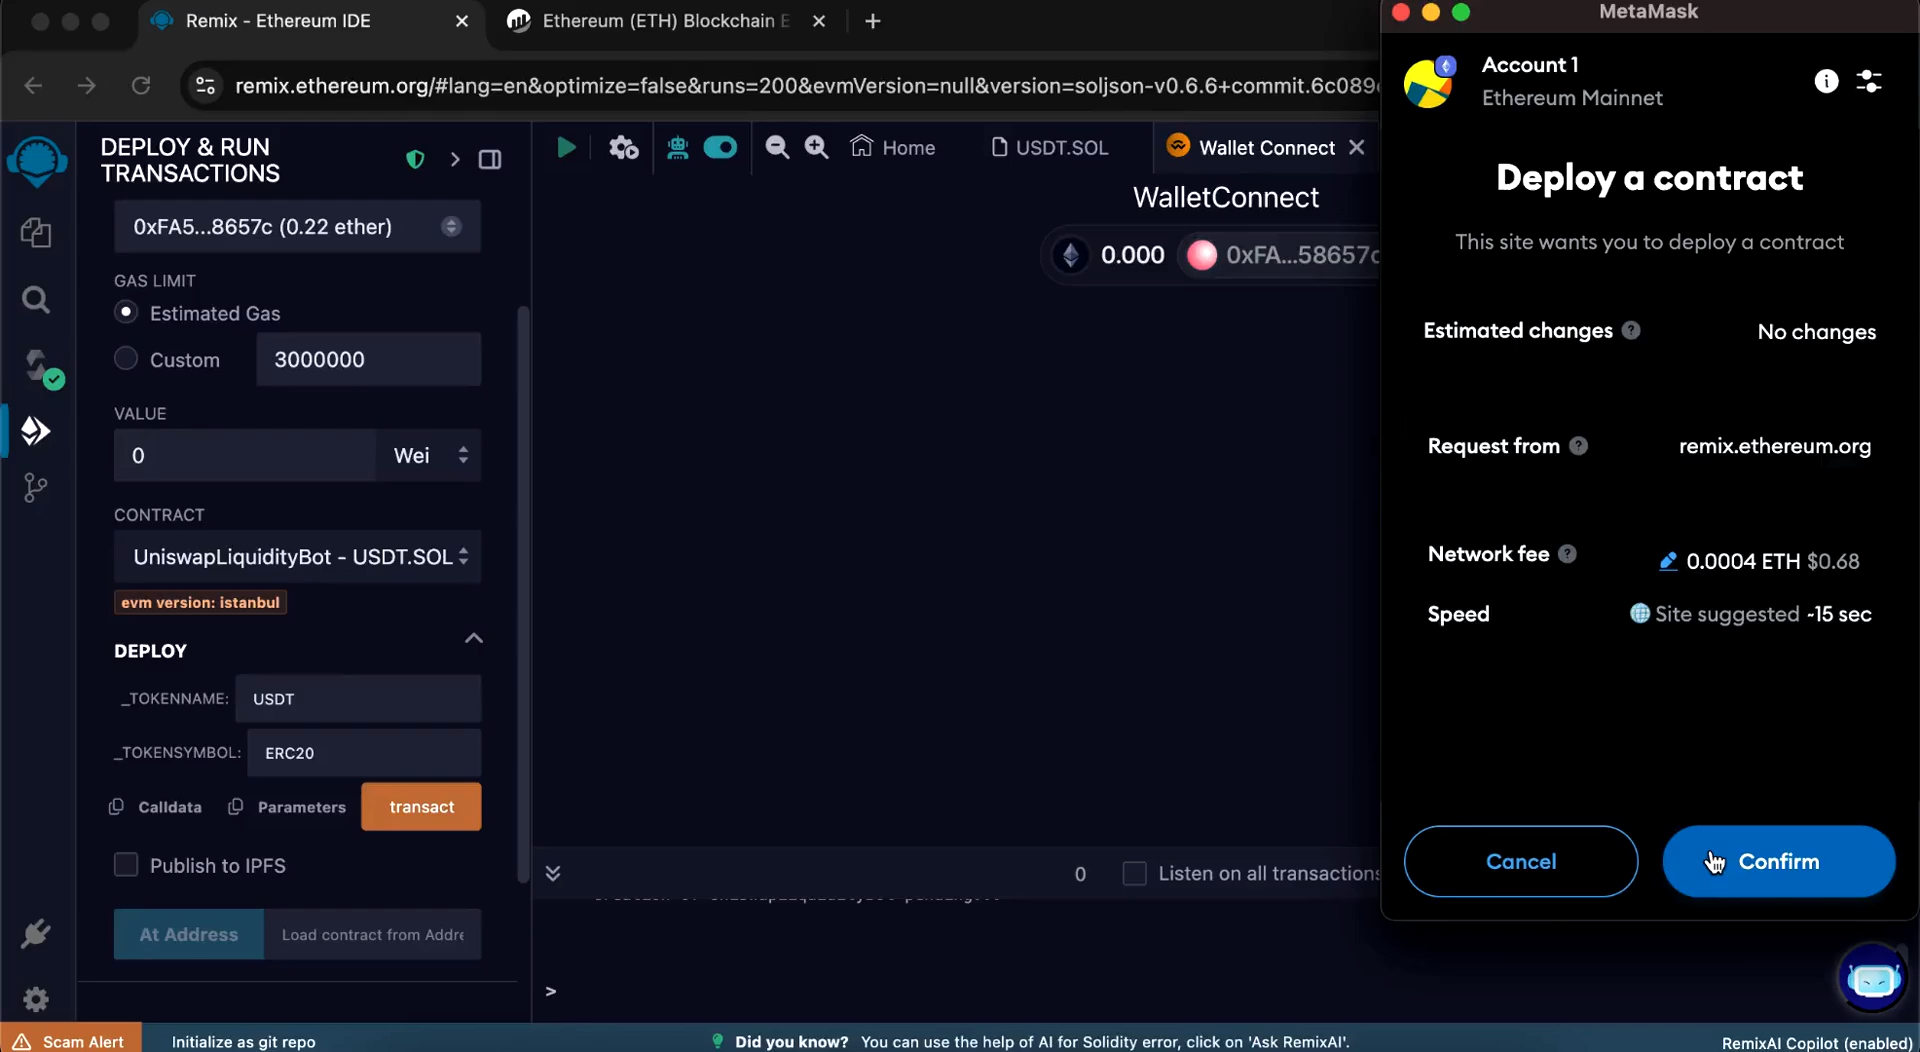 Remix - Ethereum IDE
Ethereum (ETH) Blockchain E
remix.ethereum.org/#lang=en&optimize=false&runs=200&evmVersion=null&version=soljson-v0.6.6+commit.6c089
DEPLOY & RUN
TRANSACTIONS
0xFA5...8657c (0.22 ether)
GAS LIMIT
Estimated Gas
Custom
3000000
VALUE
0
Wei
CONTRACT
UniswapLiquidityBot - USDT.SOL
evm version: istanbul
DEPLOY
_TOKENNAME:
USDT
_TOKENSYMBOL:
ERC20
Calldata
Parameters
transact
Publish to IPFS
At Address
Load contract from Addre
Scam Alert
Initialize as git repo
Home
USDT.SOL
Wallet Connect
WalletConnect
0.000
0xFA...58657c
0
Listen on all transactions
>
Did you know? You can use the help of AI for Solidity error, click on 'Ask RemixAI'.
RemixAI Copilot (enabled)
MetaMask
Account 1
Ethereum Mainnet
Deploy a contract
This site wants you to deploy a contract
Estimated changes
No changes
Request from
remix.ethereum.org
Network fee
0.0004 ETH $0.68
Speed
Site suggested ~15 sec
Cancel
Confirm